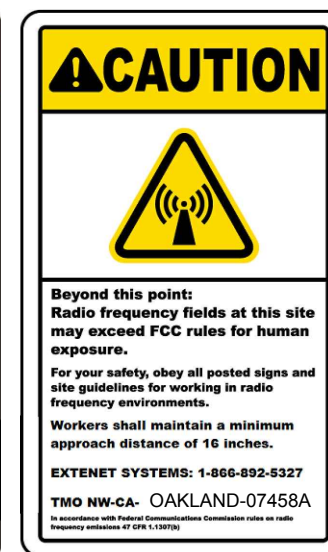 CAUTION
Beyond this point:
Radio frequency fields at this site
may exceed FCC rules for human
exposure.
For your safety, obey all posted signs and
site guidelines for working in radio
frequency environments.
Workers shall maintain a minimum
approach distance of 16 inches.
EXTENET SYSTEMS: 1-866-892-5327
TMO NW-CA- OAKLAND-07458A
In accordance with Federal Communications Commission rules on radio
frequency emissions 47 CFR 1.1307(b)